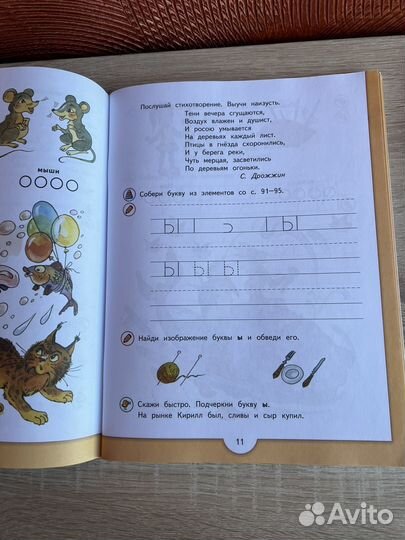 мыши
Послушай стихотворение. Выучи наизусть.
Тени вечера сгущаются,
Воздух влажен и душист,
И росою умывается
На деревьях каждый лист.
Птицы в гнёзда схоронились,
И у берега реки,
Чуть мерцая, засветились
По деревьям огоньки.
С. Дрожжин
Собери букву из элементов со с. 91–95.
Ы Ы
Ы Ы Ы
Найди изображение буквы ы и обведи его.
Скажи быстро. Подчеркни букву ы.
На рынке Кирилл был, сливы и сыр купил.
11
Avito